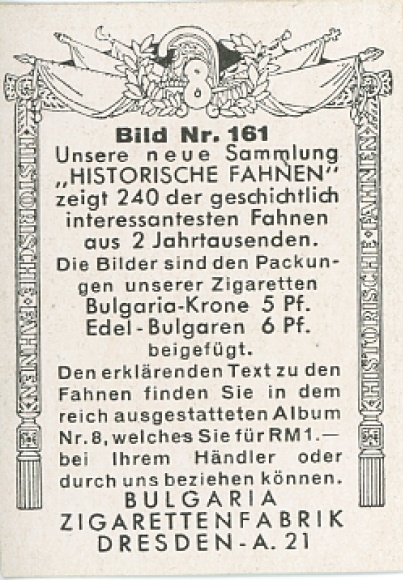 8
Bild Nr. 161
Unsere neue Sammlung
„HISTORISCHE FAHNEN"
zeigt 240 der geschichtlich
interessantesten Fahnen
aus 2 Jahrtausenden.
Die Bilder sind den Packun-
gen unserer Zigaretten
Bulgaria-Krone 5 Pf.
Edel-Bulgaren 6 Pf.
beigefügt.
Den erklärenden Text zu den
Fahnen finden Sie in dem
reich ausgestatteten Album
Nr. 8, welches Sie für RM1.—
bei Ihrem Händler oder
durch uns beziehen können.
BULGARIA
ZIGARETTENFABRIK
DRESDEN-A. 21
HISTORISCHE·FAHNEN
HISTORISCHE·FAHNEN